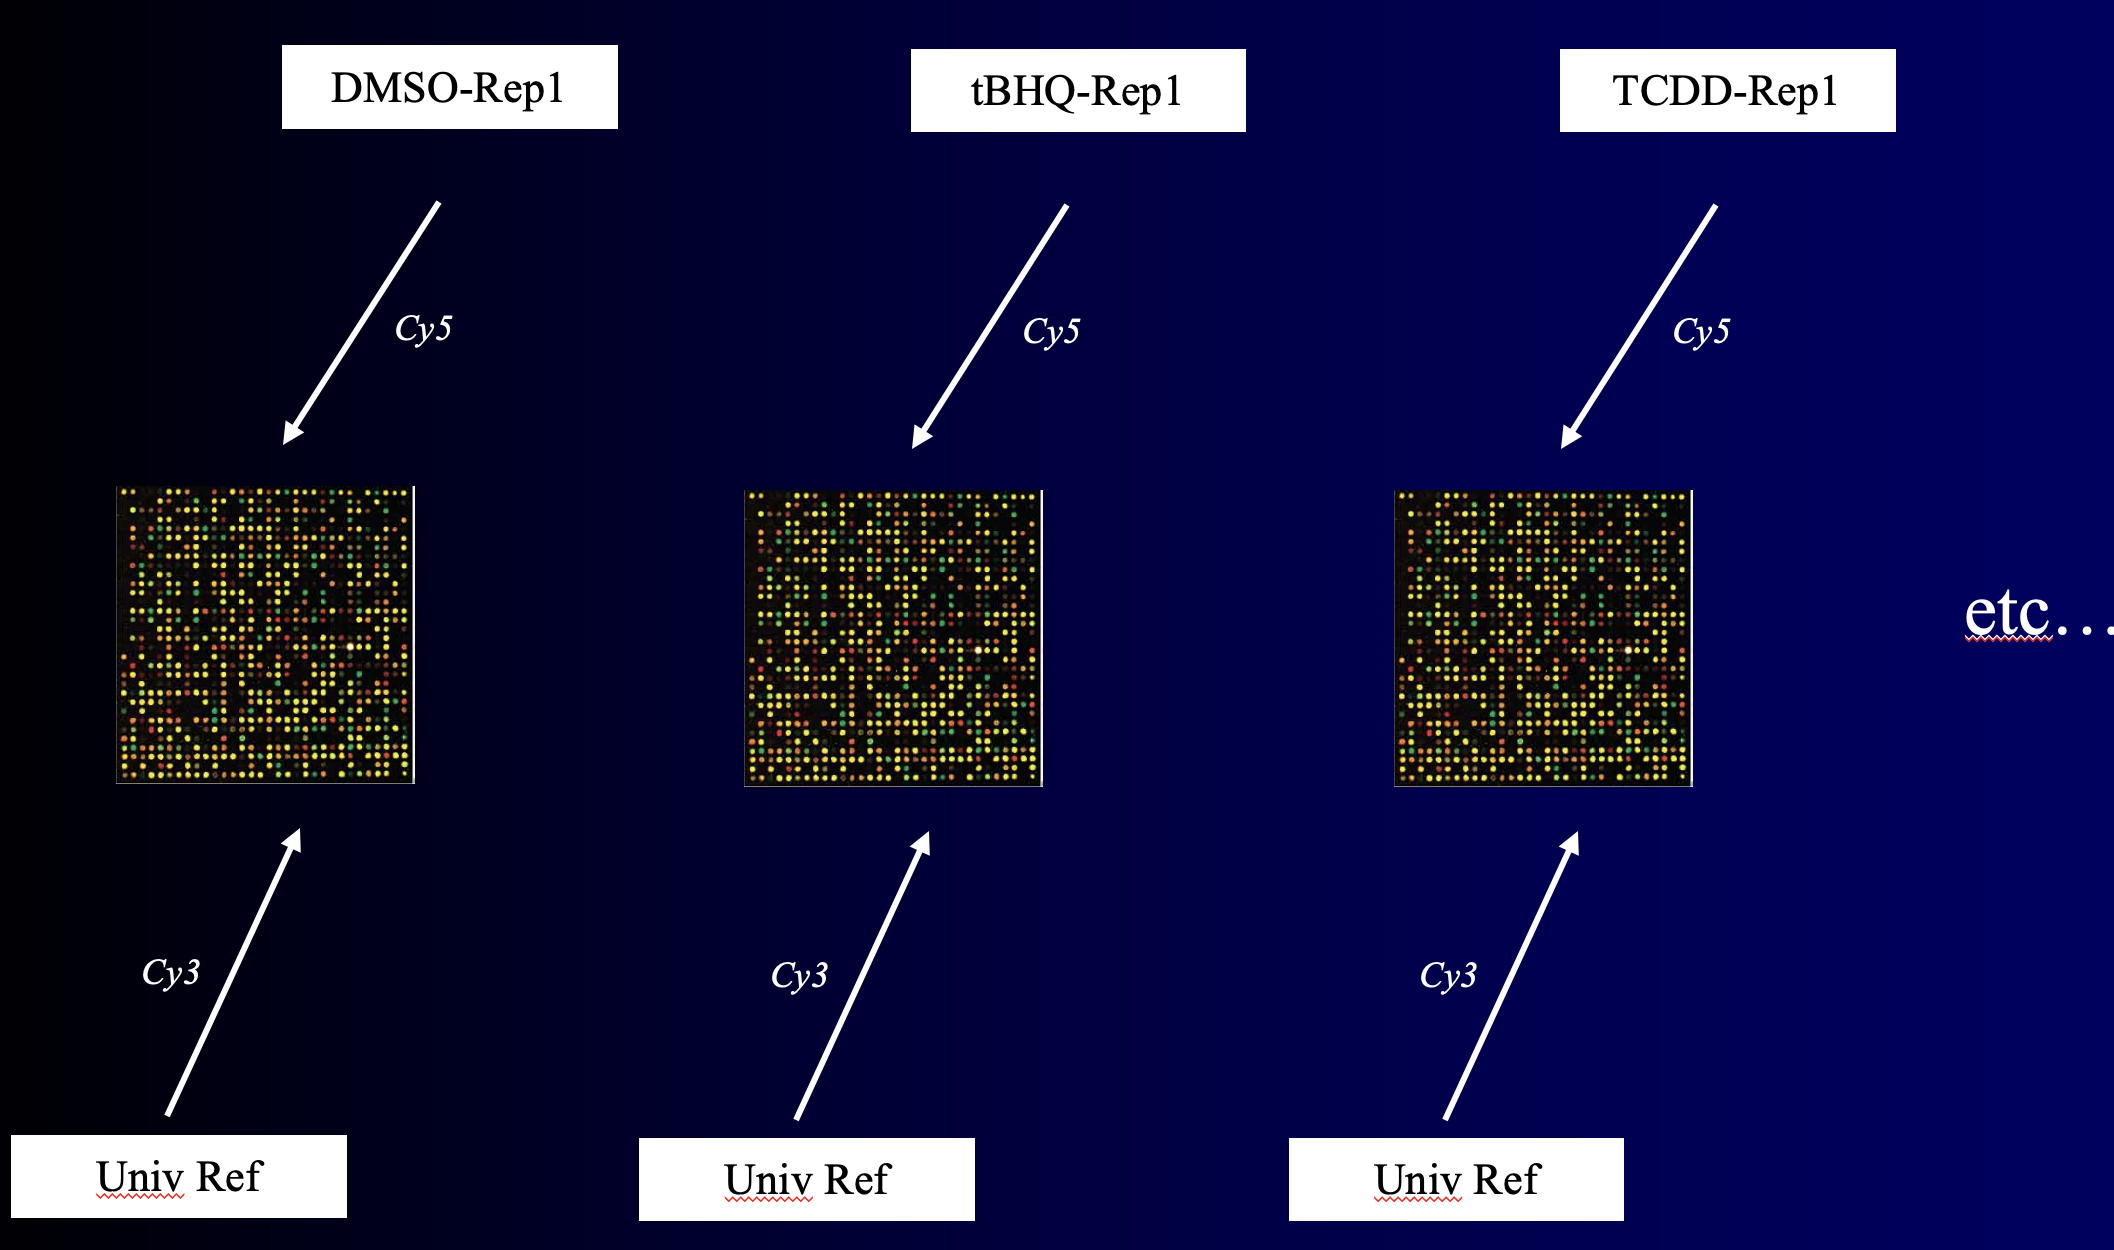 DMSO-Rep1
tBHQ-Rep1
TCDD-Rep1
Cy5
Cy5
Cy5
etc…
Cy3
Cy3
Cy3
Univ Ref
Univ Ref
Univ Ref